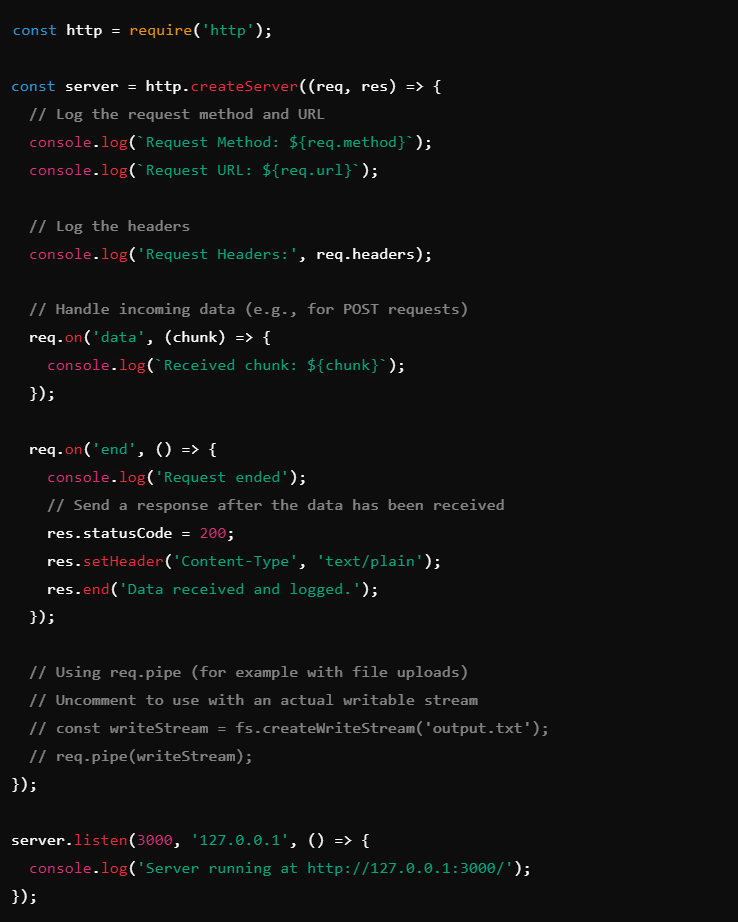 const http = require('http');

const server = http.createServer((req, res) => {
  // Log the request method and URL
  console.log(`Request Method: ${req.method}`);
  console.log(`Request URL: ${req.url}`);

  // Log the headers
  console.log('Request Headers:', req.headers);

  // Handle incoming data (e.g., for POST requests)
  req.on('data', (chunk) => {
    console.log(`Received chunk: ${chunk}`);
  });

  req.on('end', () => {
    console.log('Request ended');
    // Send a response after the data has been received
    res.statusCode = 200;
    res.setHeader('Content-Type', 'text/plain');
    res.end('Data received and logged.');
  });

  // Using req.pipe (for example with file uploads)
  // Uncomment to use with an actual writable stream
  // const writeStream = fs.createWriteStream('output.txt');
  // req.pipe(writeStream);
});

server.listen(3000, '127.0.0.1', () => {
  console.log('Server running at http://127.0.0.1:3000/');
});